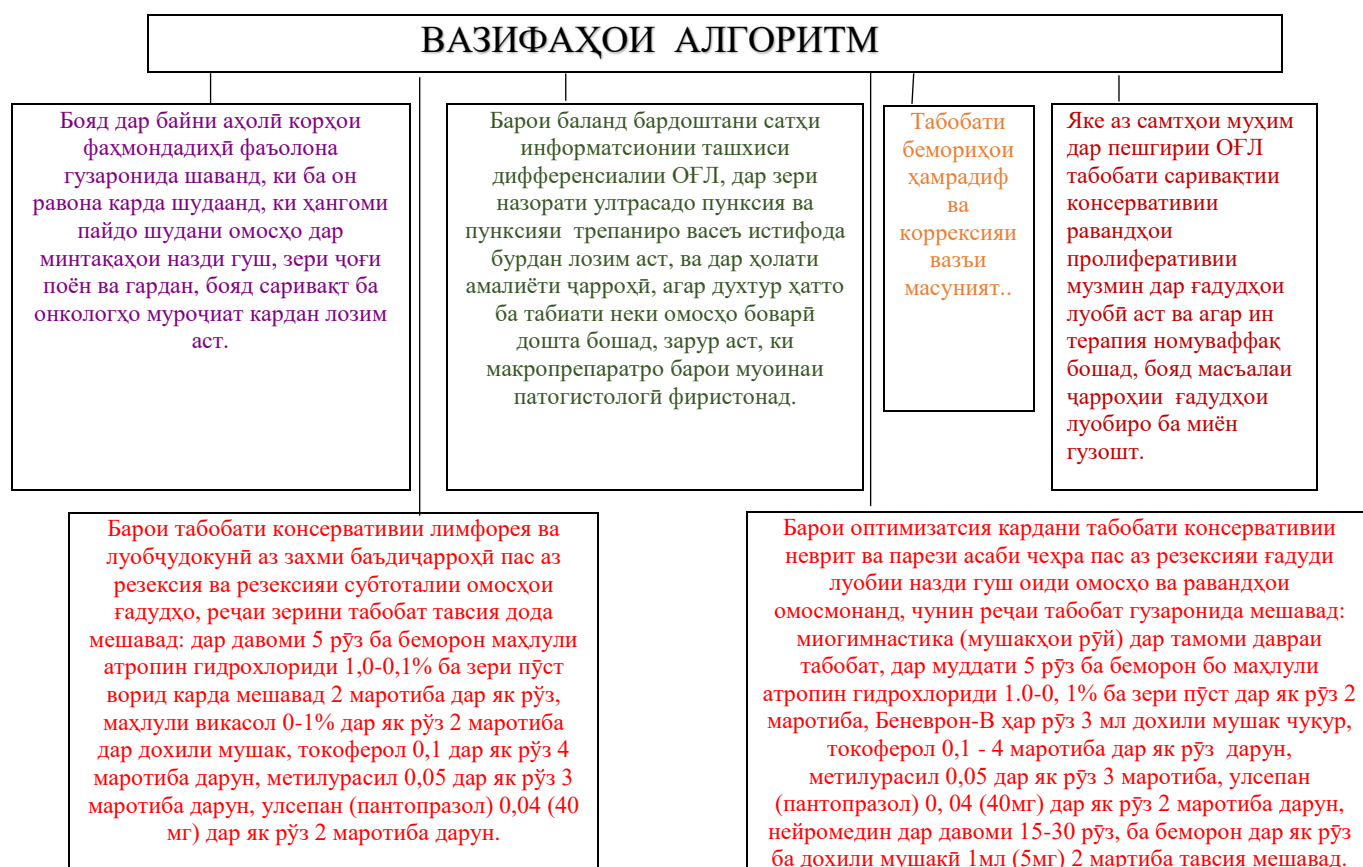 ВАЗИФАҲОИ АЛГОРИТМ
Бояд дар байни аҳолӣ корҳои
фаҳмондадиҳӣ фаъолона
гузаронида шаванд, ки ба он
равона карда шудаанд, ки ҳангоми
пайдо шудани омосҳо дар
минтақаҳои назди гуш, зери ҷоғи
поён ва гардан, бояд саривақт ба
онкологҳо муроҷиат кардан лозим
аст.
Барои баланд бардоштани сатҳи
информатсионии ташхиси
дифференсиалии ОҒЛ, дар зери
назорати ултрасадо пунксия ва
пунксияи трепаниро васеъ истифода
бурдан лозим аст, ва дар ҳолати
амалиёти ҷарроҳӣ, агар духтур ҳатто
ба табиати неки омосҳо боварӣ
дошта бошад, зарур аст, ки
макропрепаратро барои муоинаи
патогистологӣ фиристонад.
Табобати
бемориҳои
ҳамрадиф
ва
коррексияи
вазъи
масуният..
Яке аз самтҳои муҳим
дар пешгирии ОҒЛ
табобати саривақтии
консервативии
равандҳои
пролиферативии
музмин дар ғадудҳои
луобӣ аст ва агар ин
терапия номуваффақ
бошад, бояд масъалаи
ҷарроҳии ғадудҳои
луобиро ба миён
гузошт.
Барои табобати консервативии лимфорея ва
луобҷудокунӣ аз захми баъдиҷарроҳӣ пас аз
резексия ва резексияи субтоталии омосҳои
ғадудҳо, реҷаи зерини табобат тавсия дода
мешавад: дар давоми 5 рӯз ба беморон маҳлули
атропин гидрохлориди 1,0-0,1% ба зери пӯст
ворид карда мешавад 2 маротиба дар як рӯз,
маҳлули викасол 0-1% дар як рӯз 2 маротиба
дар дохили мушак, токоферол 0,1 дар як рӯз 4
маротиба дарун, метилурасил 0,05 дар як рӯз 3
маротиба дарун, улсепан (пантопразол) 0,04 (40
мг) дар як рӯз 2 маротиба дарун.
Барои оптимизатсия кардани табобати консервативии
неврит ва парези асаби чеҳра пас аз резексияи ғадуди
луобии назди гуш оиди омосҳо ва равандҳои
омосмонанд, чунин реҷаи табобат гузаронида мешавад:
миогимнастика (мушакҳои рӯй) дар тамоми давраи
табобат, дар муддати 5 рӯз ба беморон бо маҳлули
атропин гидрохлориди 1.0-0, 1% ба зери пӯст дар як рӯз 2
маротиба, Беневрон-В ҳар рӯз 3 мл дохили мушак чуқур,
токоферол 0,1 - 4 маротиба дар як рӯз дарун,
метилурасил 0,05 дар як рӯз 3 маротиба, улсепан
(пантопразол) 0, 04 (40мг) дар як рӯз 2 маротиба дарун,
нейромедин дар давоми 15-30 рӯз, ба беморон дар як рӯз
ба дохили мушакӣ 1мл (5мг) 2 мартиба тавсия мешавад.